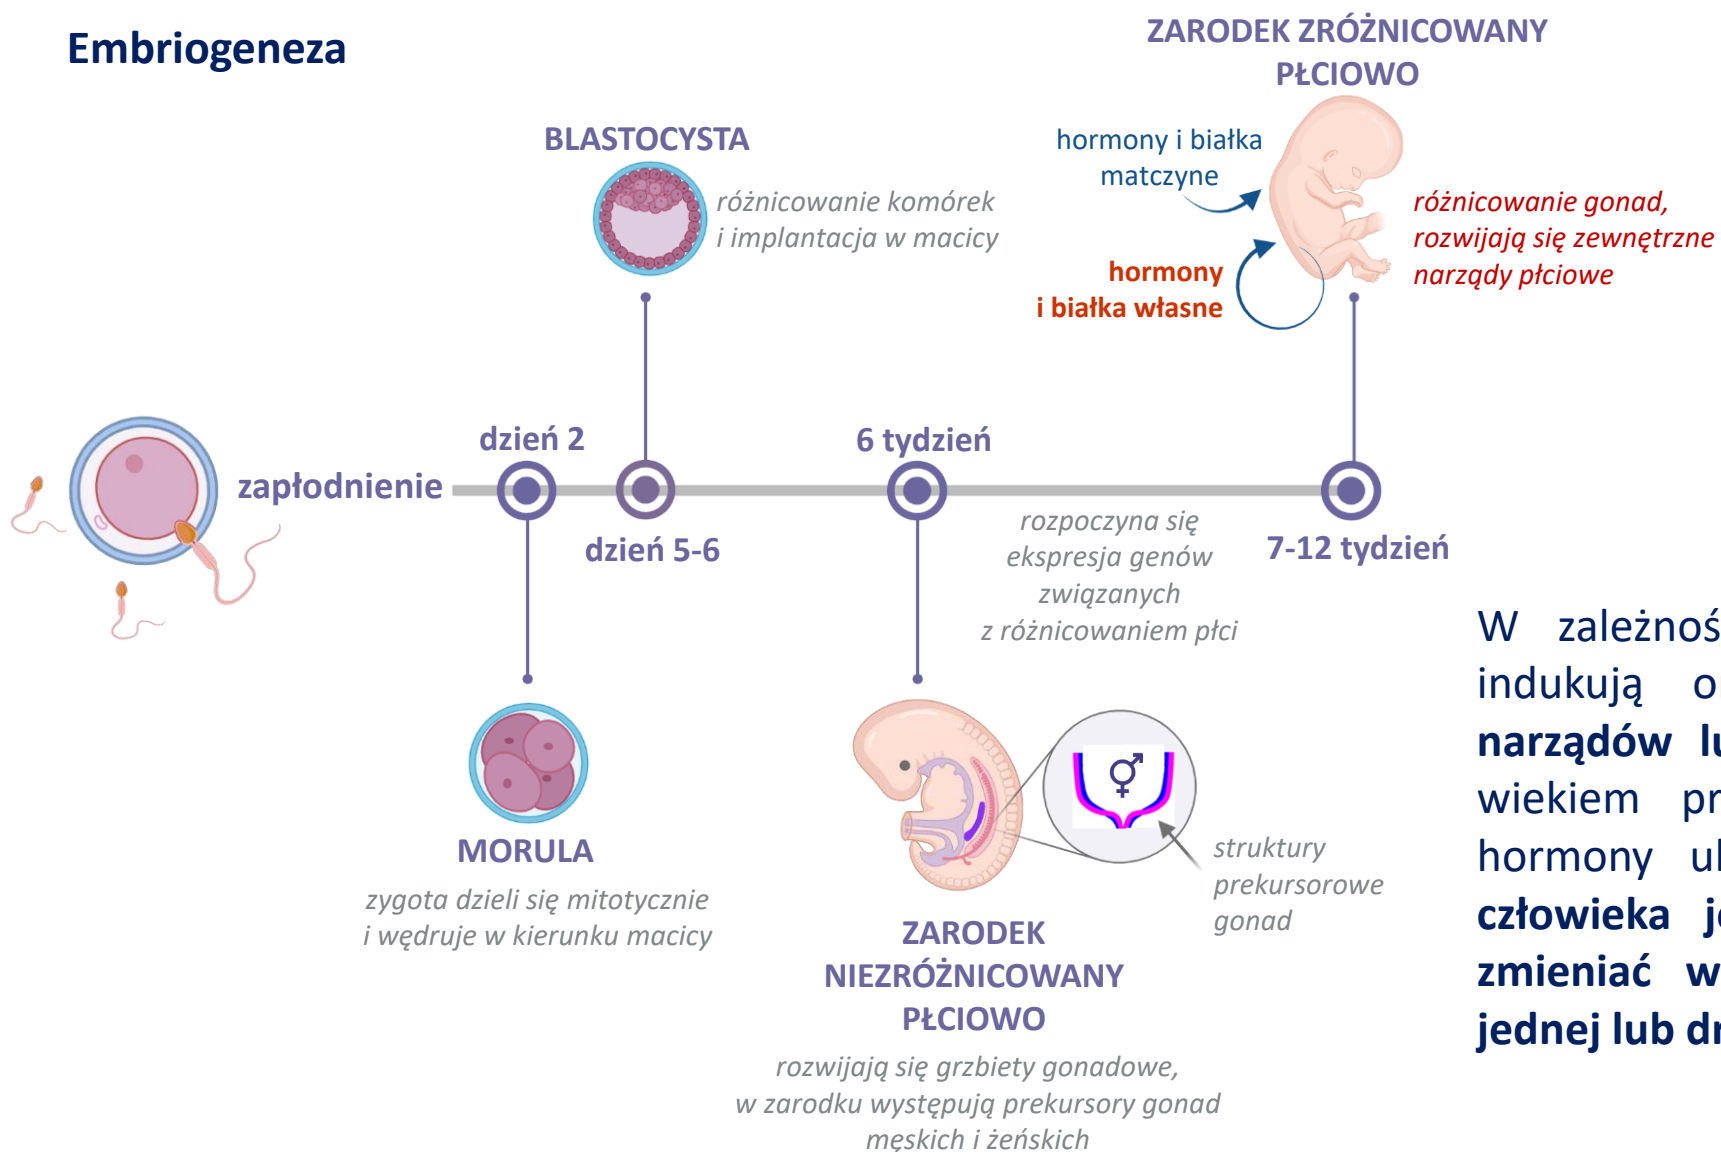 Embriogeneza
ZARODEK ZRÓŻNICOWANY
PŁCIOWO
BLASTOCYSTA
różnicowanie komórek
i implantacja w macicy
hormony i białka
matczyne
hormony
i białka własne
różnicowanie gonad,
rozwijają się zewnętrzne
narządy płciowe
zapłodnienie
dzień 2
dzień 5-6
6 tydzień
rozpoczyna się
ekspresja genów
związanych
z różnicowaniem płci
7-12 tydzień
MORULA
zygota dzieli się mitotycznie
i wędruje w kierunku macicy
struktury
prekursorowe
gonad
ZARODEK
NIEZRÓŻNICOWANY
PŁCIOWO
rozwijają się grzbiety gonadowe,
w zarodku występują prekursory gonad
męskich i żeńskich
W zależnoś
indukują o
narządów lu
wiekiem pr
hormony
człowieka j
zmieniać w
jednej lub d